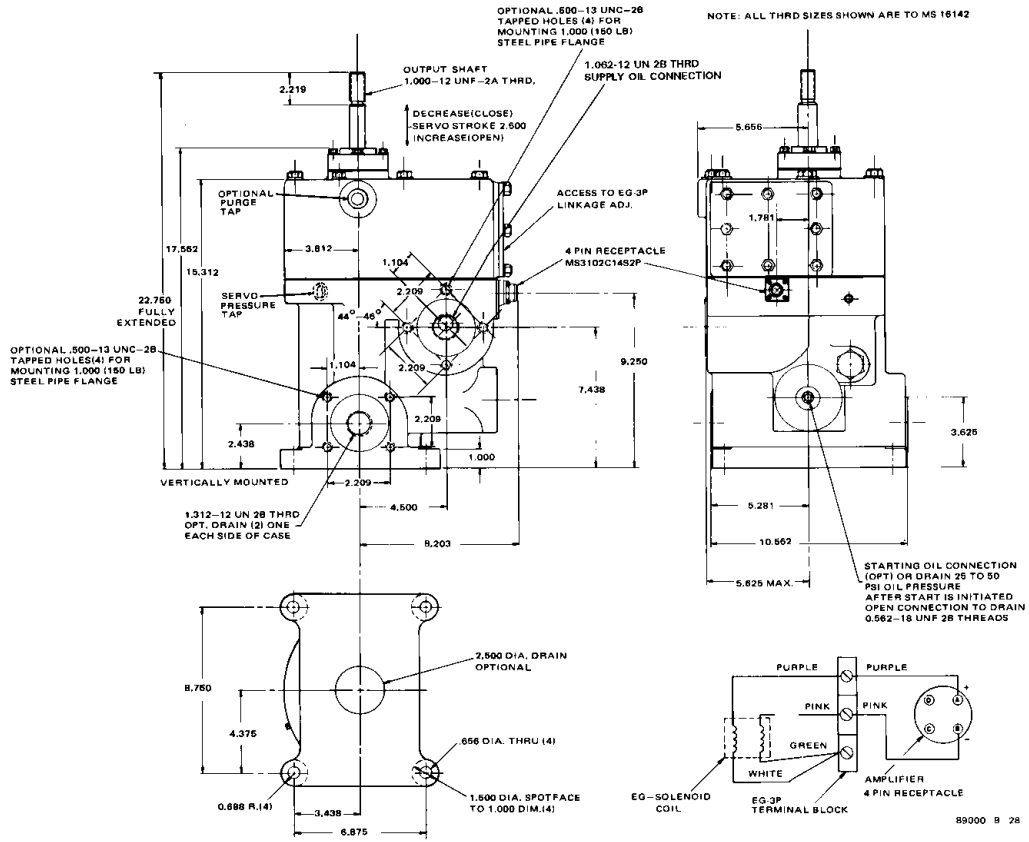 OPTIONAL .500-13 UNC-2B
TAPPED HOLES (4) FOR
MOUNTING 1.000 (150 LB)
STEEL PIPE FLANGE
NOTE: ALL THRD SIZES SHOWN ARE TO MS 16142
OUTPUT SHAFT
1.000-12 UNF-2A THRD.
1.062-12 UN 2B THRD
SUPPLY OIL CONNECTION
2.219
DECREASE(CLOSE)
SERVO STROKE 2.500
INCREASE(OPEN)
5.656
OPTIONAL
PURGE
TAP
ACCESS TO EG-3P
LINKAGE ADJ.
1.781
17.562
3.812
4 PIN RECEPTACLE
MS3102C14S2P
1.104
15.312
2.209
22.750
FULLY
EXTENDED
SERVO
PRESSURE
TAP
44° -46°
OPTIONAL .500-13 UNC-2B
TAPPED HOLES(4) FOR
MOUNTING 1.000 (150 LB)
STEEL PIPE FLANGE
9.250
1.104
2.209
7.438
2.209
3.625
2.438
1.000
VERTICALLY MOUNTED
2.209
4.500
5.281
1.312-12 UN 2B THRD
OPT. DRAIN (2) ONE
EACH SIDE OF CASE
8.203
10.562
5.625 MAX.
STARTING OIL CONNECTION
(OPT) OR DRAIN 25 TO 50
PSI OIL PRESSURE
AFTER START IS INITIATED
OPEN CONNECTION TO DRAIN
0.562-18 UNF 2B THREADS
2.500 DIA. DRAIN
OPTIONAL
8.750
4.375
.656 DIA. THRU (4)
0.688 R.(4)
3.438
6.875
1.500 DIA. SPOTFACE
TO 1.000 DIM.(4)
PURPLE
PURPLE
PINK
PINK
D
A
+
C
B
-
GREEN
WHITE
EG-SOLENOID
COIL
EG-3P
TERMINAL BLOCK
AMPLIFIER
4 PIN RECEPTACLE
89000 B 28